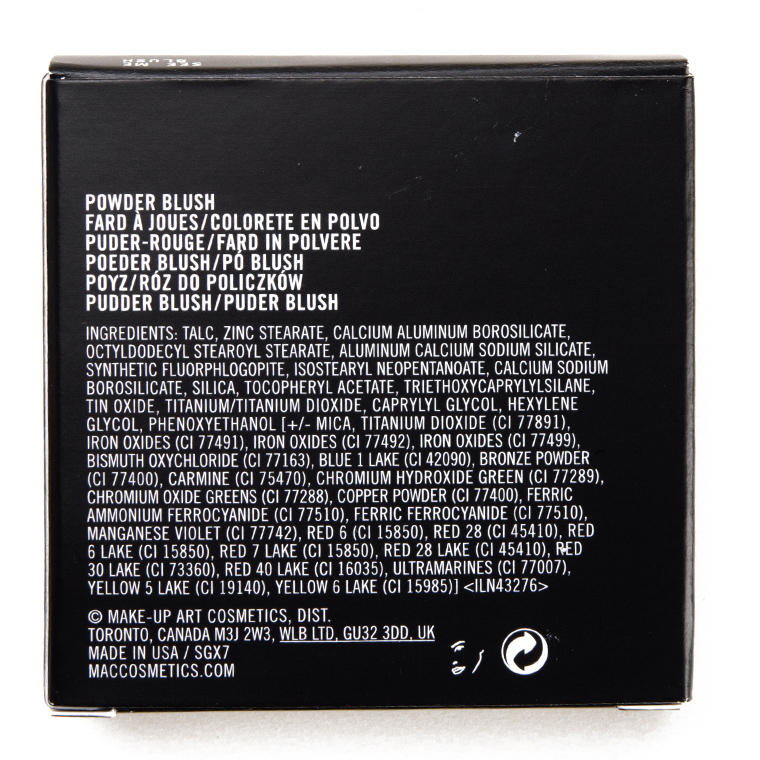 SEE ME
BLUSH
POWDER BLUSH
FARD À JOUES/COLORETE EN POLVO
PUDER-ROUGE/FARD IN POLVERE
POEDER BLUSH/PÓ BLUSH
POYZ/RÓŻ DO POLICZKÓW
PUDDER BLUSH/PUDER BLUSH
INGREDIENTS: TALC, ZINC STEARATE, CALCIUM ALUMINUM BOROSILICATE,
OCTYLDODECYL STEAROYL STEARATE, ALUMINUM CALCIUM SODIUM SILICATE,
SYNTHETIC FLUORPHLOGOPITE, ISOSTEARYL NEOPENTANOATE, CALCIUM SODIUM
BOROSILICATE, SILICA, TOCOPHERYL ACETATE, TRIETHOXYCAPRYLYLSILANE,
TIN OXIDE, TITANIUM/TITANIUM DIOXIDE, CAPRYLYL GLYCOL, HEXYLENE
GLYCOL, PHENOXYETHANOL [+/- MICA, TITANIUM DIOXIDE (CI 77891),
IRON OXIDES (CI 77491), IRON OXIDES (CI 77492), IRON OXIDES (CI 77499),
BISMUTH OXYCHLORIDE (CI 77163), BLUE 1 LAKE (CI 42090), BRONZE POWDER
(CI 77400), CARMINE (CI 75470), CHROMIUM HYDROXIDE GREEN (CI 77289),
CHROMIUM OXIDE GREENS (CI 77288), COPPER POWDER (CI 77400), FERRIC
AMMONIUM FERROCYANIDE (CI 77510), FERRIC FERROCYANIDE (CI 77510),
MANGANESE VIOLET (CI 77742), RED 6 (CI 15850), RED 28 (CI 45410), RED
6 LAKE (CI 15850), RED 7 LAKE (CI 15850), RED 28 LAKE (CI 45410), RED
30 LAKE (CI 73360), RED 40 LAKE (CI 16035), ULTRAMARINES (CI 77007),
YELLOW 5 LAKE (CI 19140), YELLOW 6 LAKE (CI 15985)] <ILN43276>
© MAKE-UP ART COSMETICS, DIST.
TORONTO, CANADA M3J 2W3, WLB LTD, GU32 3DD, UK
MADE IN USA / SGX7
MACCOSMETICS.COM